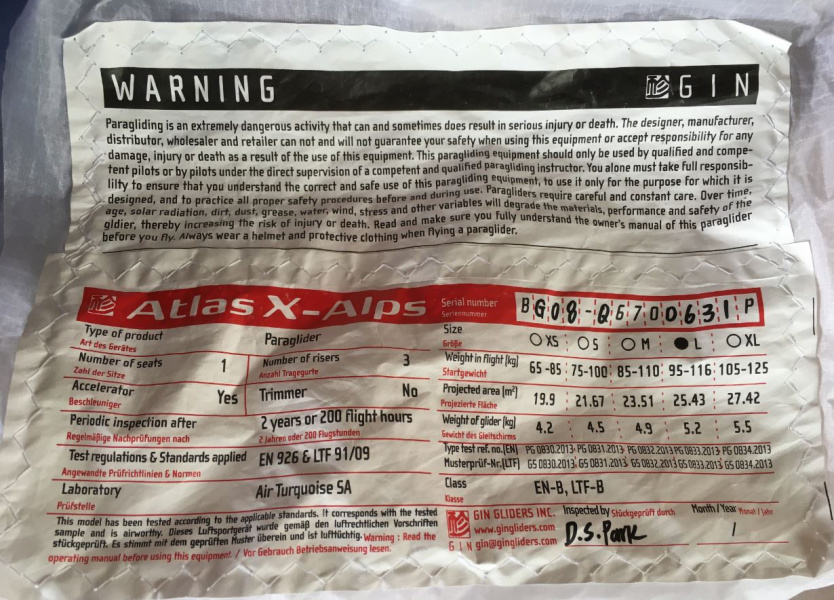 WARNING GIN
Paragliding is an extremely dangerous activity that can and sometimes does result in serious injury or death. The designer, manufacturer,
distributor, wholesaler and retailer can not and will not guarantee your safety when using this equipment or accept responsibility for any
damage, injury or death as a result of the use of this equipment. This paragliding equipment should only be used by qualified and compe-
tent pilots or by pilots under the direct supervision of a competent and qualified paragliding instructor. You alone must take full responsib-
lilty to ensure that you understand the correct and safe use of this paragliding equipment, to use it only for the purpose for which it is
designed, and to practice all proper safety procedures before and during use. Paragliders require careful and constant care. Over time,
age, solar radiation, dirt, dust, grease, water, wind, stress and other variables will degrade the materials, performance and safety of the
gldier, thereby increasing the risk of injury or death. Read and make sure you fully understand the owner's manual of this paraglider
before you fly. Always wear a helmet and protective clothing when flying a paraglider.
Atlas X-Alps
Type of product Paraglider
Art des Gerätes
Number of seats 1 Number of risers 3
Zahl der Sitze Anzahl Tragegurte
Accelerator Yes Trimmer No
Beschleuniger
Periodic inspection after 2 years or 200 flight hours
Regelmäßige Nachprüfungen nach 2 Jahren oder 200 Flugstunden
Test regulations & Standards applied EN 926 & LTF 91/09
Angewandte Prüfrichtlinien & Normen
Laboratory Air Turquoise SA
Prüfstelle
This model has been tested according to the applicable standards. It corresponds with the tested
sample and is airworthy. Dieses Luftsportgerät wurde gemäß den luftrechtlichen Vorschriften
stückgeprüft. Es stimmt mit dem geprüften Muster überein und ist lufttüchtig. Warning : Read the
operating manual before using this equipment / Vor Gebrauch Betriebsanweisung lesen.
Serial number BG08-Q6700631P
Seriennummer
Size XS S M L XL
Größe
Weight in flight [kg] 65-85 75-100 85-110 95-116 105-125
Startgewicht
Projected area [m²] 19.9 21.67 23.51 25.43 27.42
Projezierte Fläche
Weight of glider [kg] 4.2 4.5 4.9 5.2 5.5
Gewicht des Gleitschirms
Type test ref. no.(EN) PG 0830.2013 PG 0831.2013 PG 0832.2013 PG 0833.2013 PG 0834.2013
Musterprüf-Nr.(LTF) GS 0830.2013 GS 0831.2013 GS 0832.2013 GS 0833.2013 GS 0834.2013
Class EN-B, LTF-B
Klasse
GIN GLIDERS INC. Inspected by Stückgeprüft durch Month / Year Monat / Jahr
www.gingliders.com D.S.Park /
GIN gin@gingliders.com